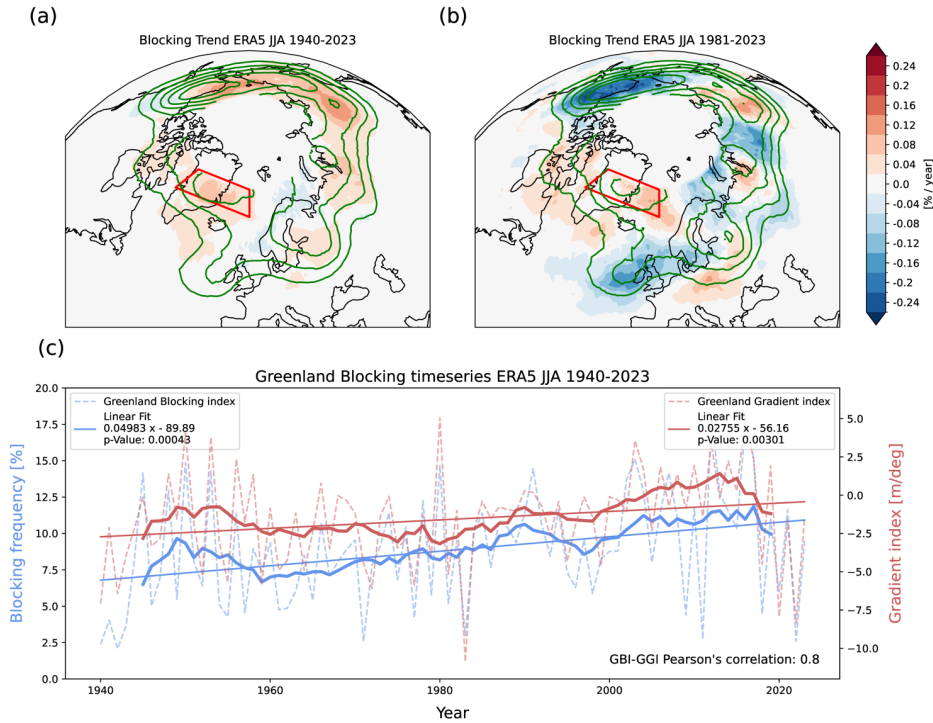 (a)
(b)
Blocking Trend ERA5 JJA 1940-2023
Blocking Trend ERA5 JJA 1981-2023
0.24
0.20
0.16
0.12
0.08
0.04
0.0
-0.04
-0.08
-0.12
-0.16
-0.20
-0.24
[% / year]
(c)
Greenland Blocking timeseries ERA5 JJA 1940-2023
20.0
17.5
15.0
12.5
10.0
7.5
5.0
2.5
0.0
Blocking frequency [%]
Greenland Blocking index
Linear Fit
0.04983 x - 89.89
p-Value: 0.00043
Greenland Gradient index
Linear Fit
0.02755 x - 56.16
p-Value: 0.00301
5.0
2.5
0.0
−2.5
−5.0
−7.5
−10.0
Gradient index [m/deg]
GBI-GGI Pearson's correlation: 0.8
1940
1960
1980
2000
2020
Year